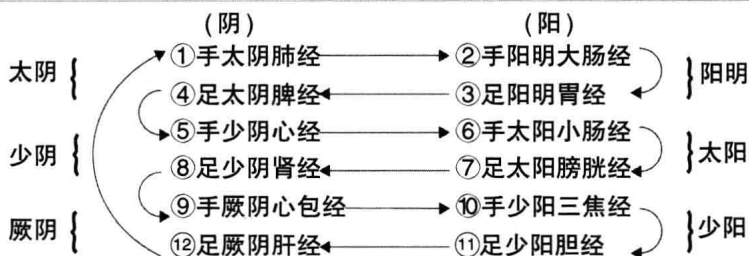 (阴) (阳)
①手太阴肺经 ②手阳明大肠经
太阴 阳明
④足太阴脾经 ③足阳明胃经
⑤手少阴心经 ⑥手太阳小肠经
少阴 太阳
⑧足少阴肾经 ⑦足太阳膀胱经
⑨手厥阴心包经 ⑩手少阳三焦经
厥阴 少阳
⑫足厥阴肝经 ⑪足少阳胆经